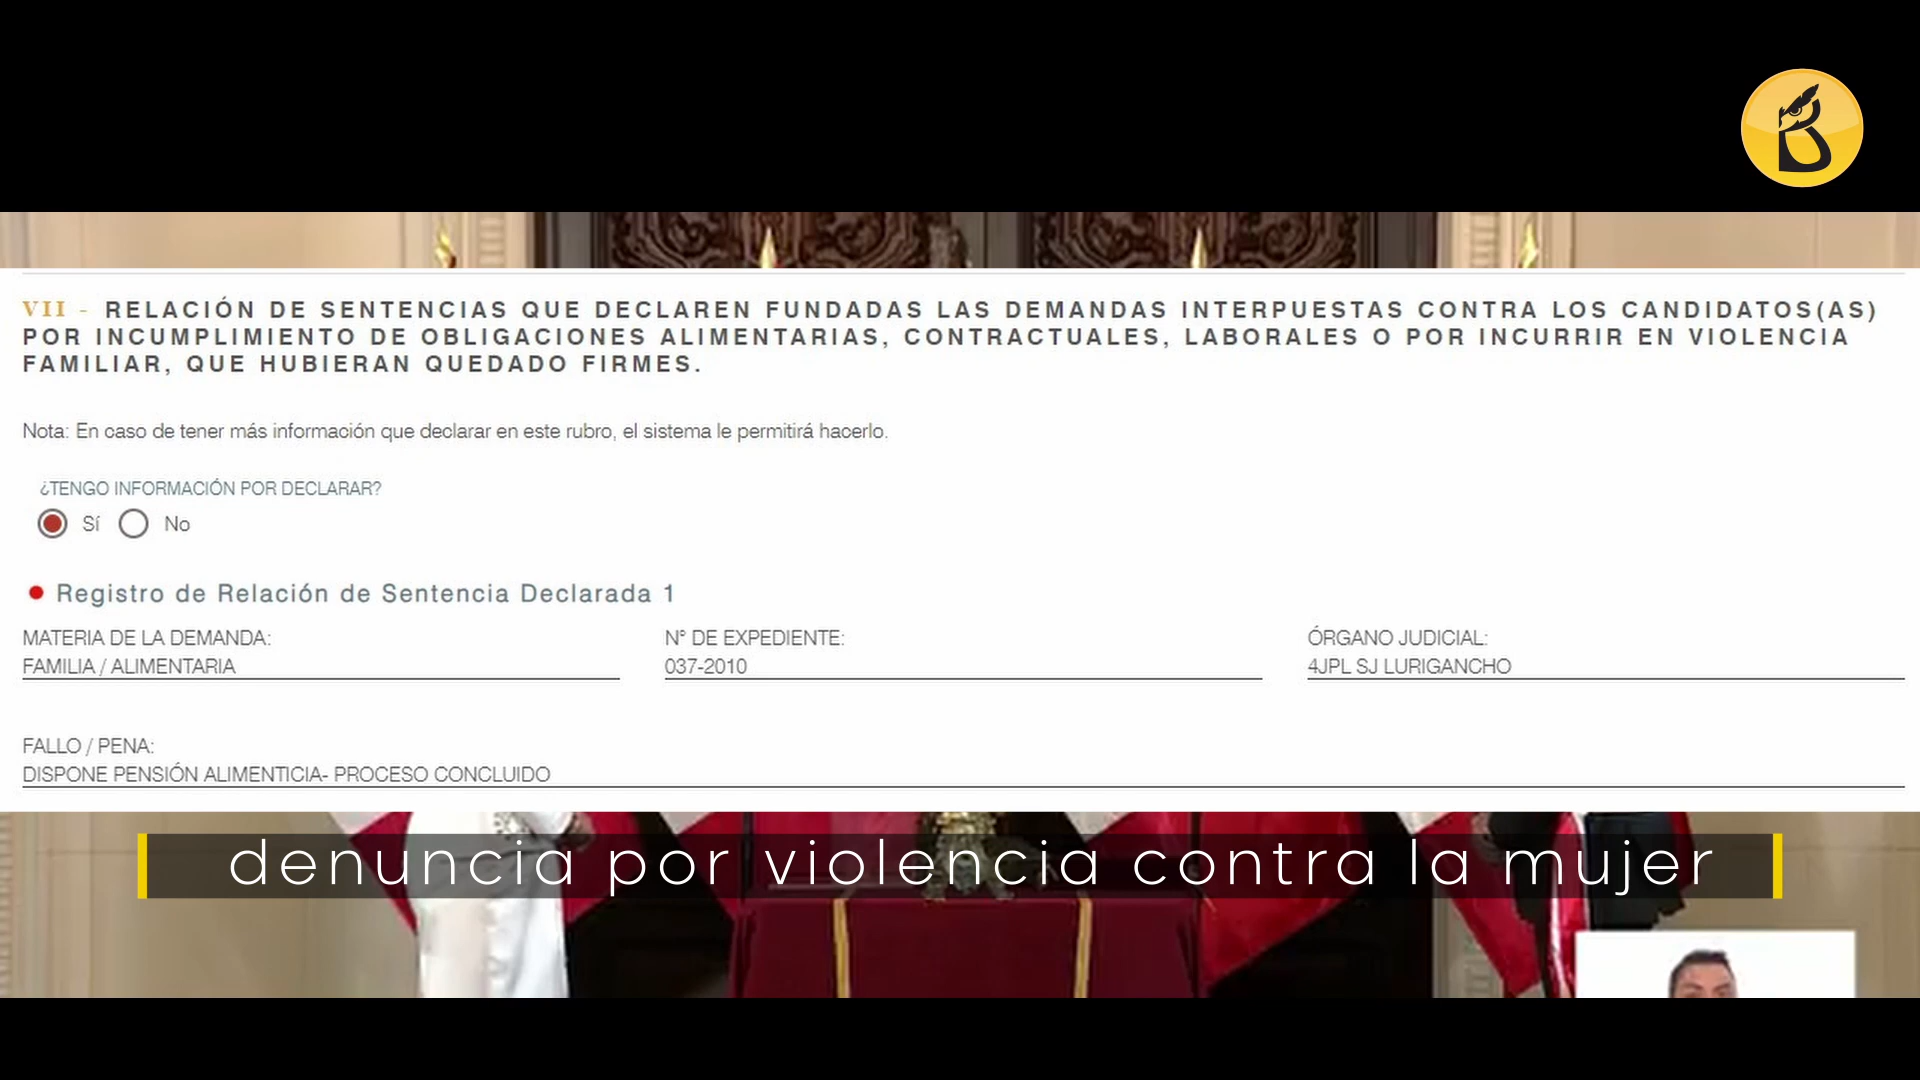 VII - RELACIÓN DE SENTENCIAS QUE DECLAREN FUNDADAS LAS DEMANDAS INTERPUESTAS CONTRA LOS CANDIDATOS(AS)
POR INCUMPLIMIENTO DE OBLIGACIONES ALIMENTARIAS, CONTRACTUALES, LABORALES O POR INCURRIR EN VIOLENCIA
FAMILIAR, QUE HUBIERAN QUEDADO FIRMES.
Nota: En caso de tener más información que declarar en este rubro, el sistema le permitirá hacerlo.
¿TENGO INFORMACIÓN POR DECLARAR?
Sí No
Registro de Relación de Sentencia Declarada 1
MATERIA DE LA DEMANDA: N° DE EXPEDIENTE: ÓRGANO JUDICIAL:
FAMILIA / ALIMENTARIA 037-2010 4JPL SJ LURIGANCHO
FALLO / PENA:
DISPONE PENSIÓN ALIMENTICIA- PROCESO CONCLUIDO
denuncia por violencia contra la mujer